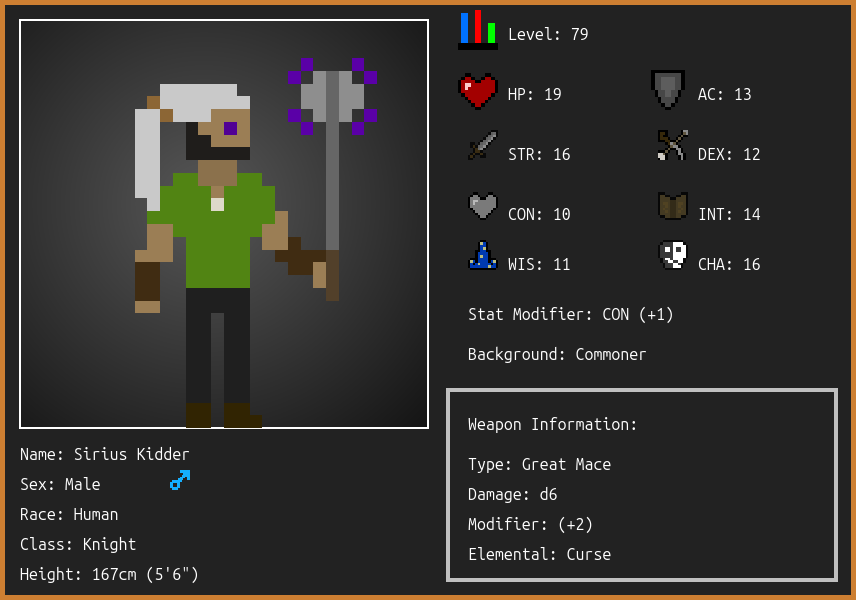 Level: 79
HP: 19
AC: 13
STR: 16
DEX: 12
CON: 10
INT: 14
WIS: 11
CHA: 16
Stat Modifier: CON (+1)
Background: Commoner
Weapon Information:
Type: Great Mace
Damage: d6
Modifier: (+2)
Elemental: Curse
Name: Sirius Kidder
Sex: Male
Race: Human
Class: Knight
Height: 167cm (5'6")